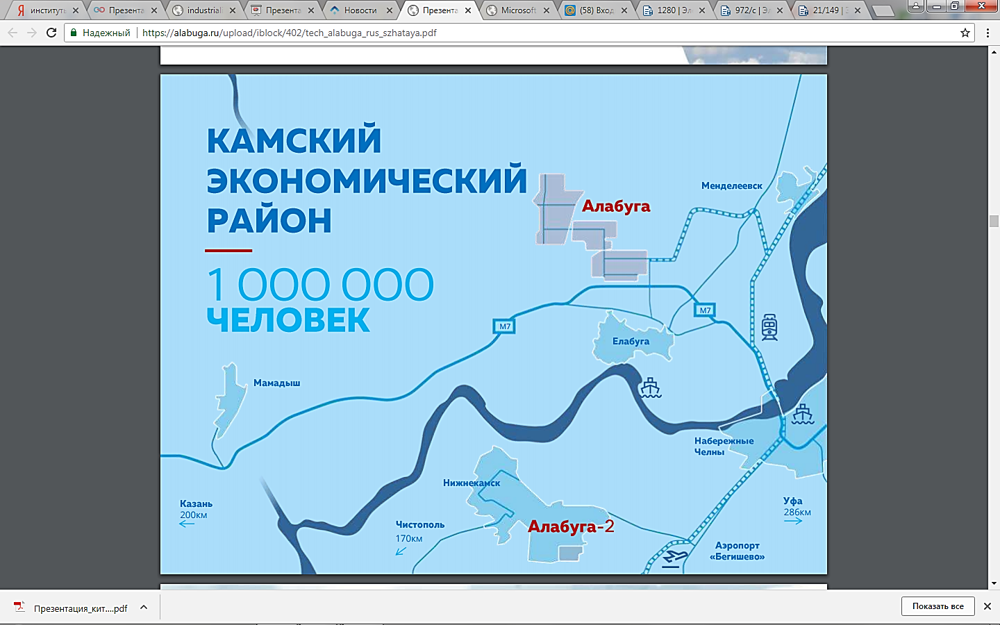 институть
Презента
industrial
Презента
Новости
Презента
Microsoft
(58) Вход
1280 | Эл
972/с | Эл
21/149 | Э
Надежный
https://alabuga.ru/upload/iblock/402/tech_alabuga_rus_szhataya.pdf
КАМСКИЙ
ЭКОНОМИЧЕСКИЙ
РАЙОН
1 000 000
ЧЕЛОВЕК
Менделеевск
Алабуга
М7
М7
Елабуга
Мамадыш
Набережные
Челны
Нижнекамск
Казань
200км
Уфа
286км
Чистополь
170км
Алабуга-2
Аэропорт
«Бегишево»
Презентация_кит....pdf
Показать все